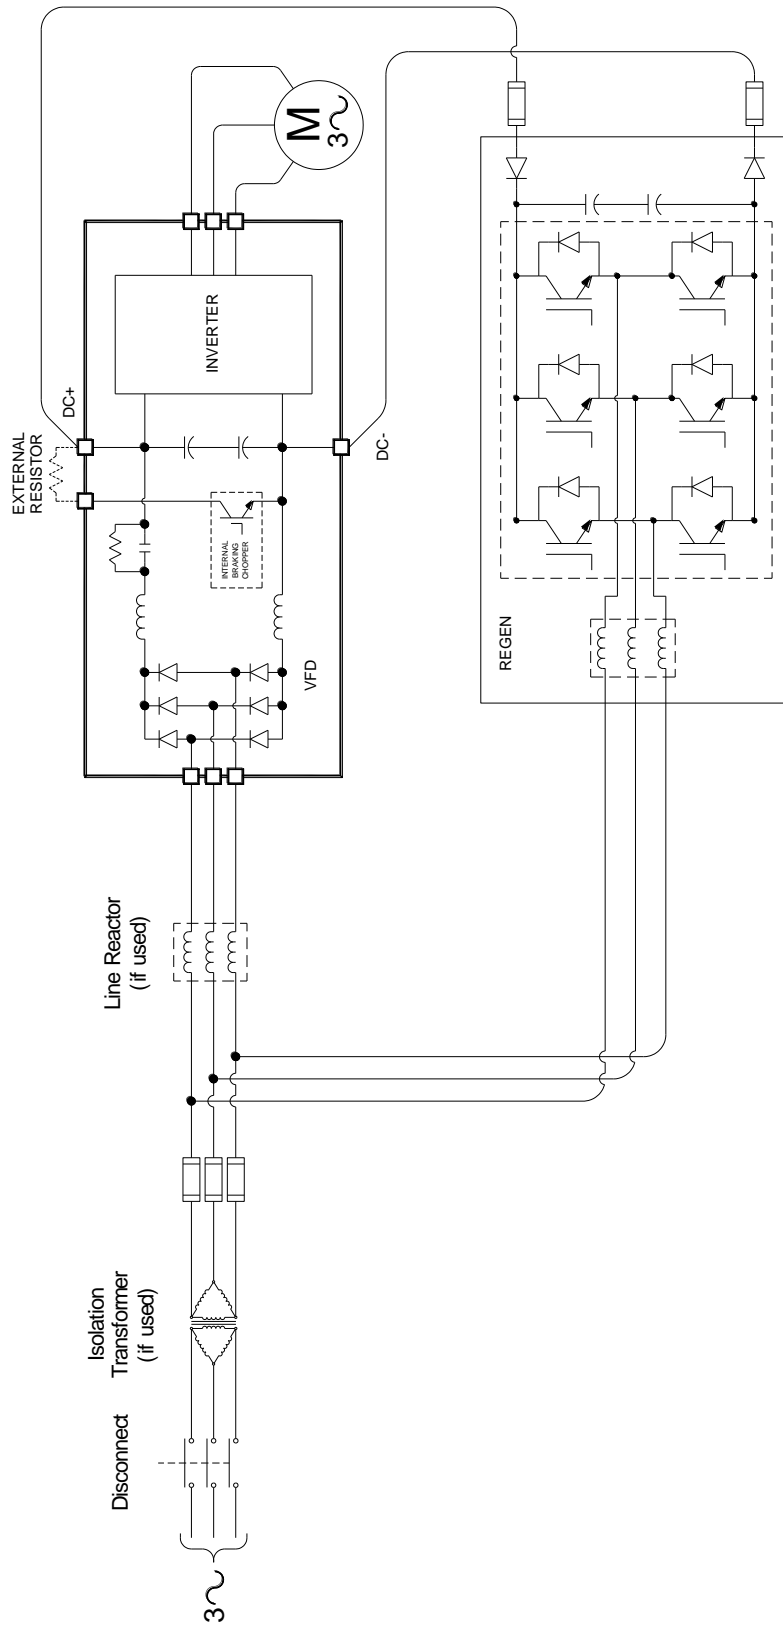 3
Disconnect
Isolation
Transformer
(if used)
Line Reactor
(if used)
EXTERNAL
RESISTOR
DC+
INTERNAL
BRAKING
CHOPPER
VFD
INVERTER
DC-
M
3
REGEN